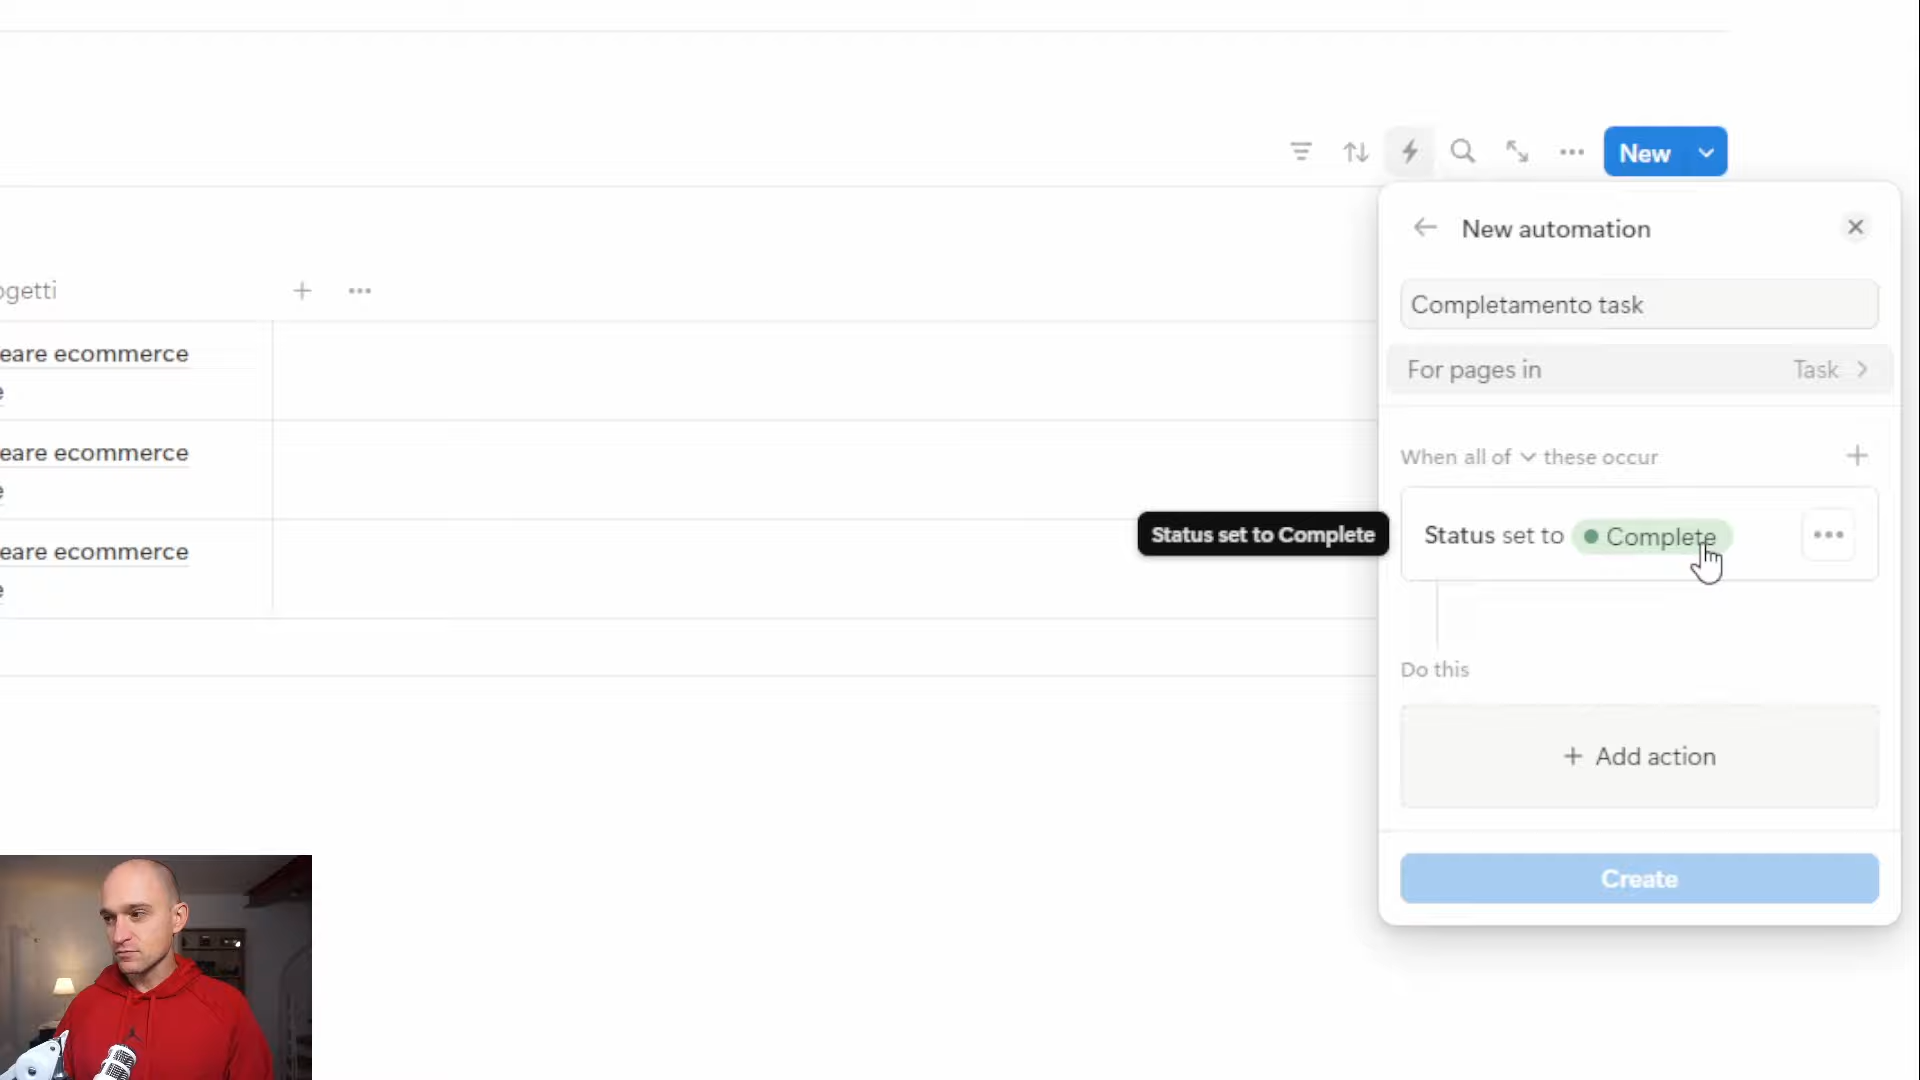 New
New automation
Completamento task
ogetti
For pages in Task
eare ecommerce
e
When all of these occur
eare ecommerce
e
Status set to Complete
Status set to Complete
eare ecommerce
e
Do this
+ Add action
Create